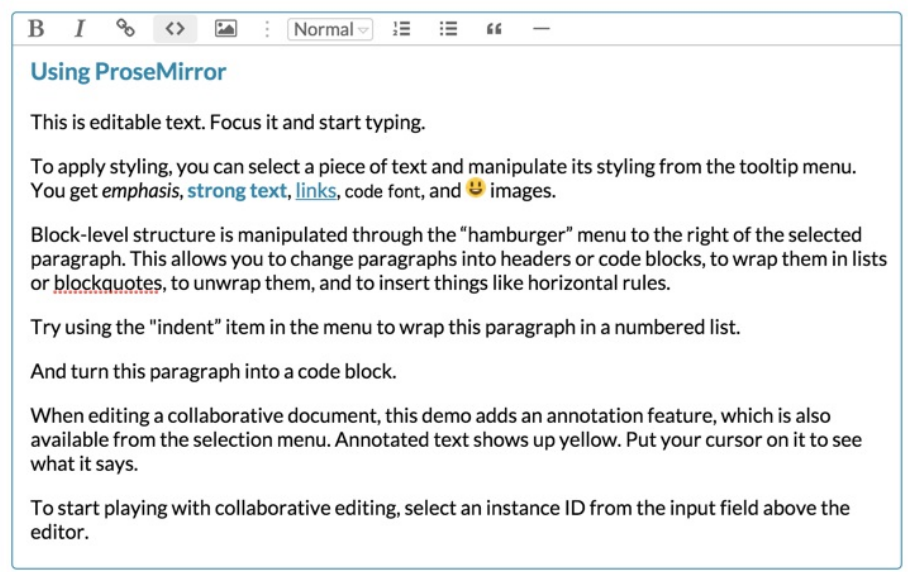 B I Normal
Using ProseMirror
This is editable text. Focus it and start typing.
To apply styling, you can select a piece of text and manipulate its styling from the tooltip menu.
You get emphasis, strong text, links, code font, and 😃 images.
Block-level structure is manipulated through the “hamburger” menu to the right of the selected
paragraph. This allows you to change paragraphs into headers or code blocks, to wrap them in lists
or blockquotes, to unwrap them, and to insert things like horizontal rules.
Try using the "indent” item in the menu to wrap this paragraph in a numbered list.
And turn this paragraph into a code block.
When editing a collaborative document, this demo adds an annotation feature, which is also
available from the selection menu. Annotated text shows up yellow. Put your cursor on it to see
what it says.
To start playing with collaborative editing, select an instance ID from the input field above the
editor.